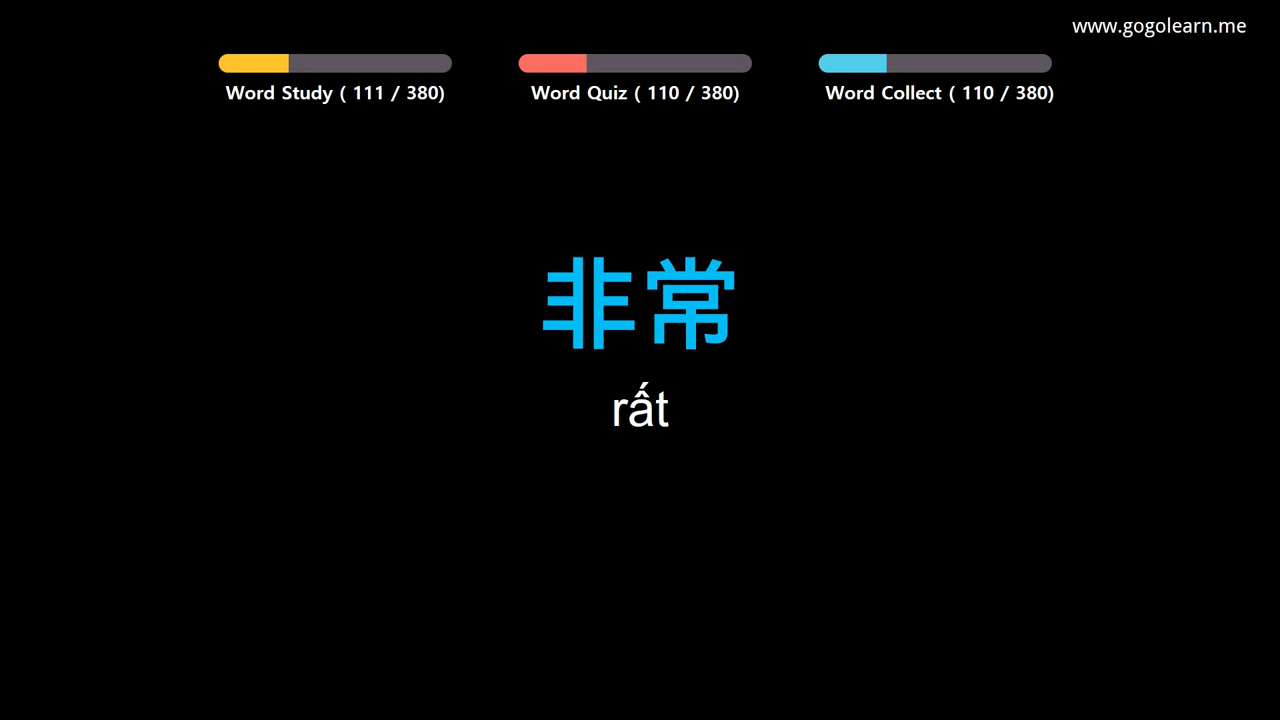 www.gogolearn.me
Word Study ( 111 / 380)
Word Quiz ( 110 / 380)
Word Collect ( 110 / 380)
非常
rất